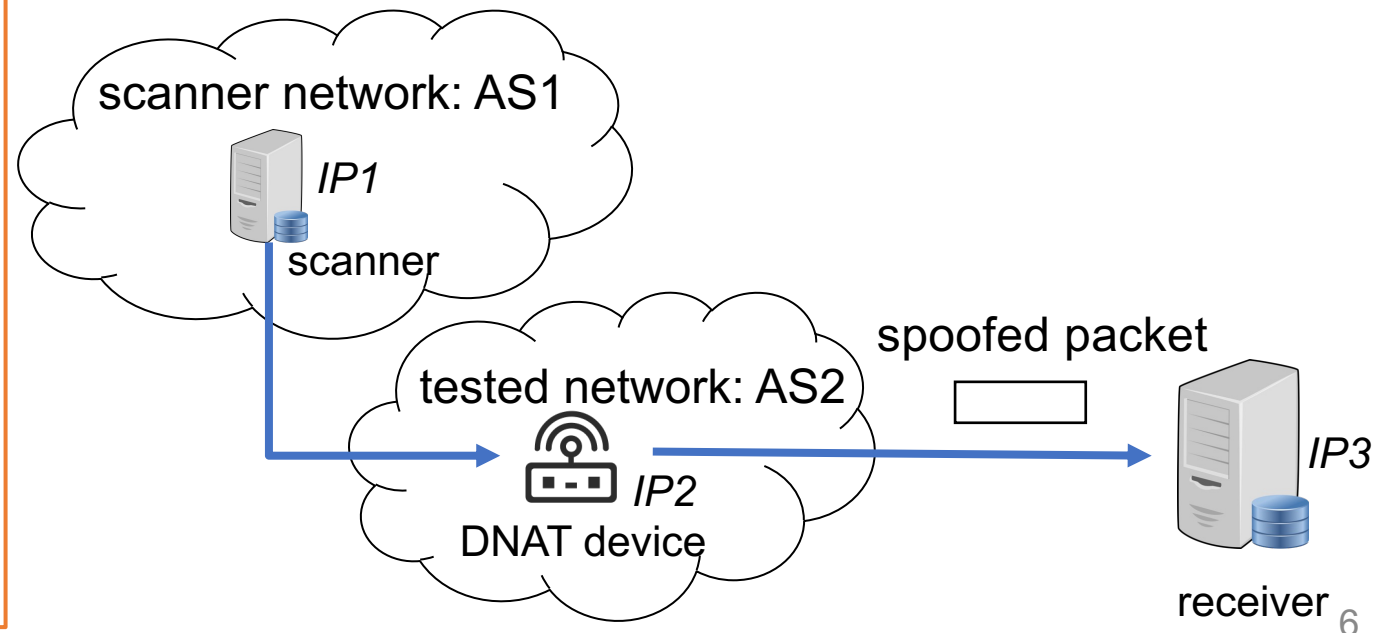 scanner network: AS1
IP1
scanner
spoofed packet
tested network: AS2
IP3
IP2
DNAT device
receiver
6